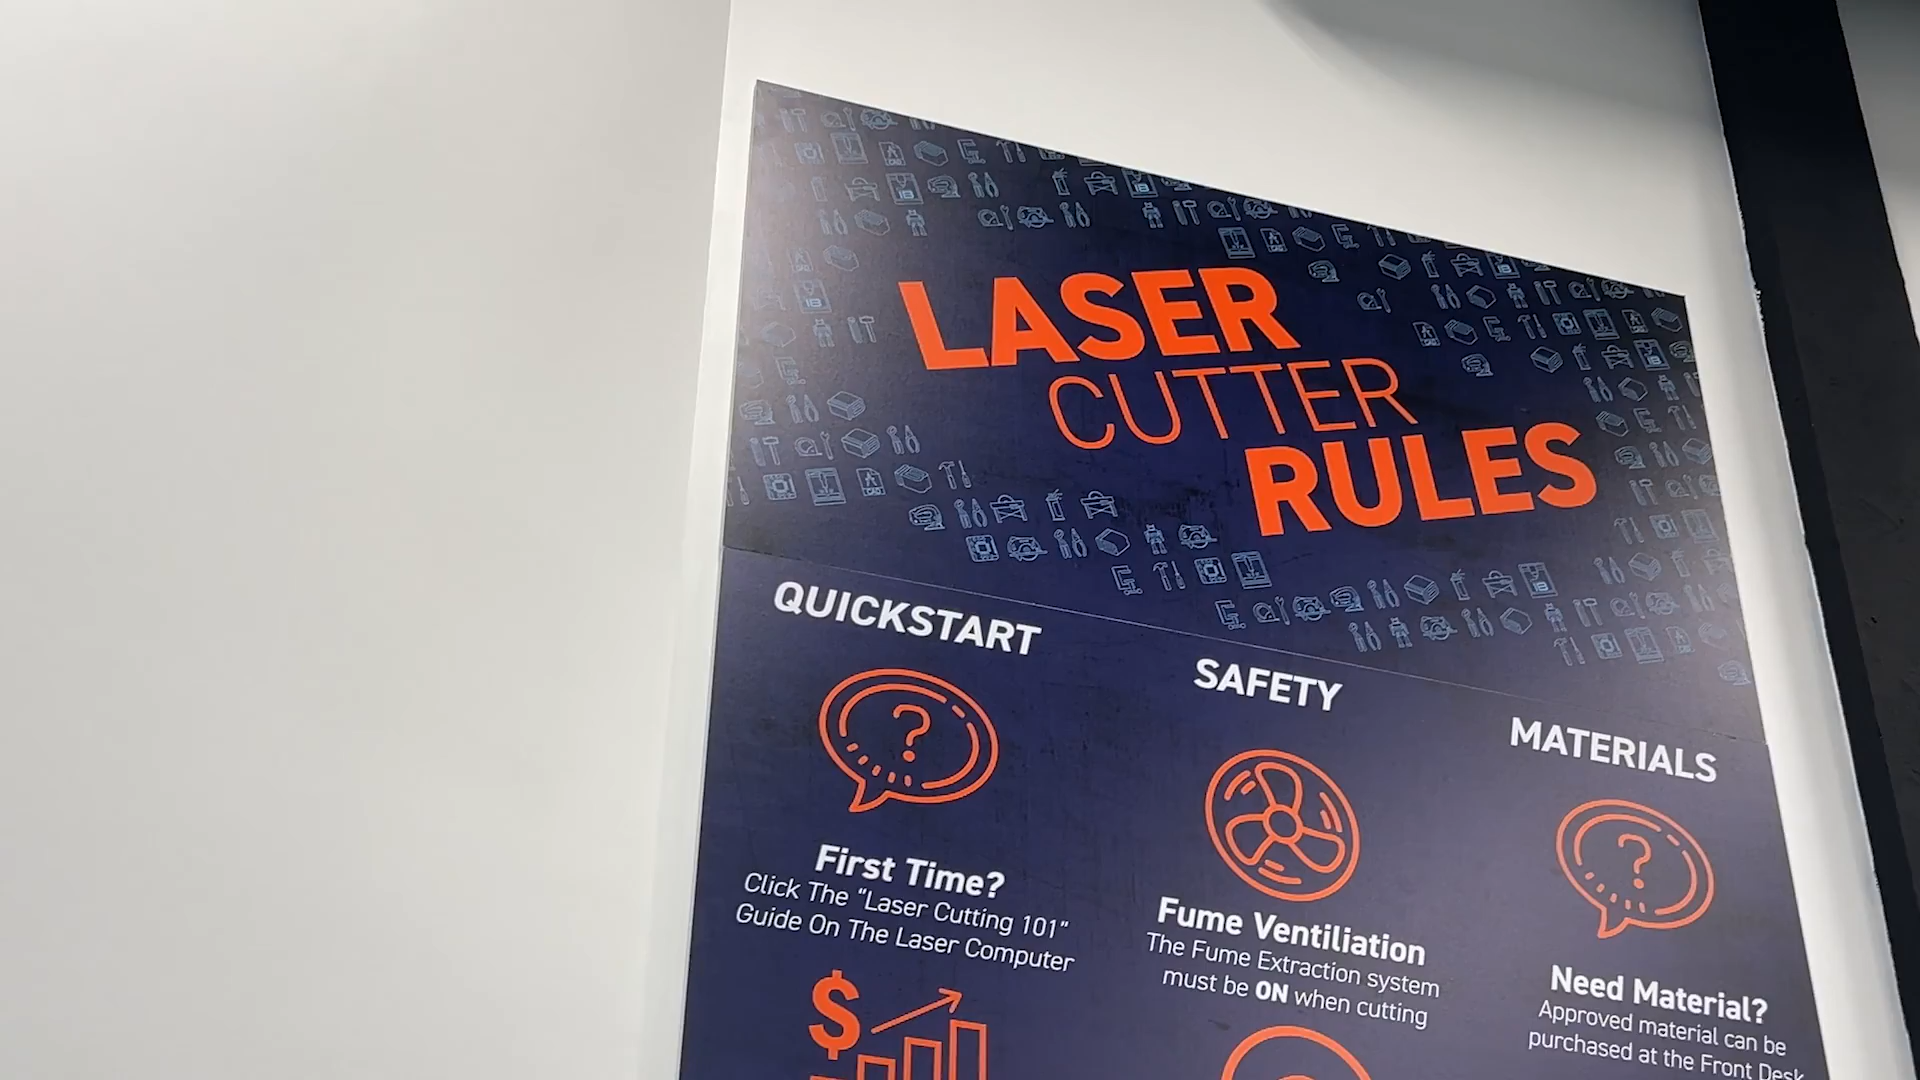 LASER
CUTTER
RULES
QUICKSTART
First Time?
Click The “Laser Cutting 101”
Guide On The Laser Computer
$
SAFETY
Fume Ventiliation
The Fume Extraction system
must be ON when cutting
MATERIALS
Need Material?
Approved material can be
purchased at the Front Desk